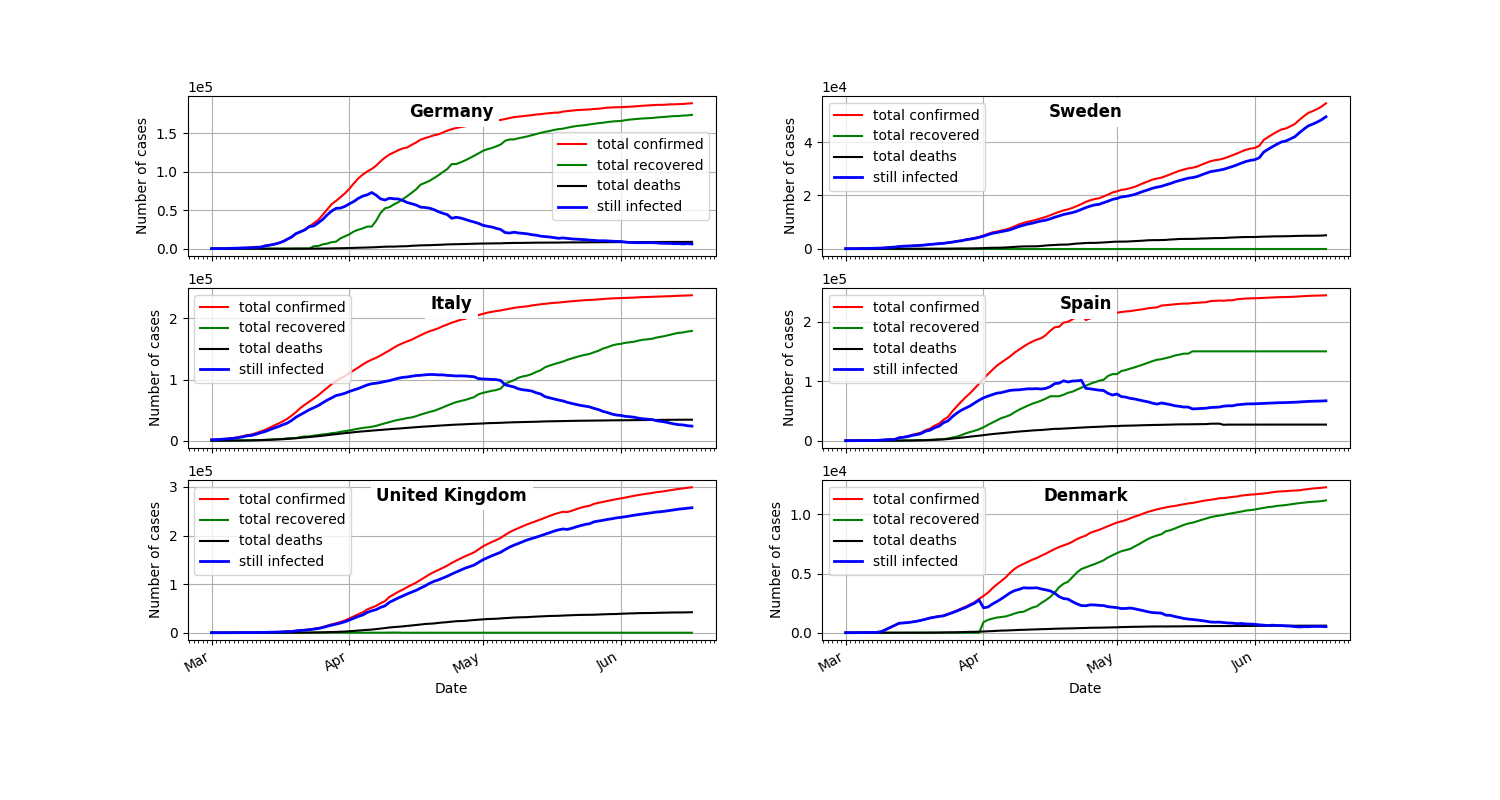 1e5
Germany
Number of cases
1.5
1.0
0.5
0.0
total confirmed
total recovered
total deaths
still infected
1e4
Sweden
Number of cases
4
2
0
total confirmed
total recovered
total deaths
still infected
1e5
Italy
Number of cases
2
1
0
total confirmed
total recovered
total deaths
still infected
1e5
Spain
Number of cases
2
1
0
total confirmed
total recovered
total deaths
still infected
1e5
United Kingdom
Number of cases
3
2
1
0
total confirmed
total recovered
total deaths
still infected
Mar
Apr
May
Jun
Date
1e4
Denmark
Number of cases
1.0
0.5
0.0
total confirmed
total recovered
total deaths
still infected
Mar
Apr
May
Jun
Date